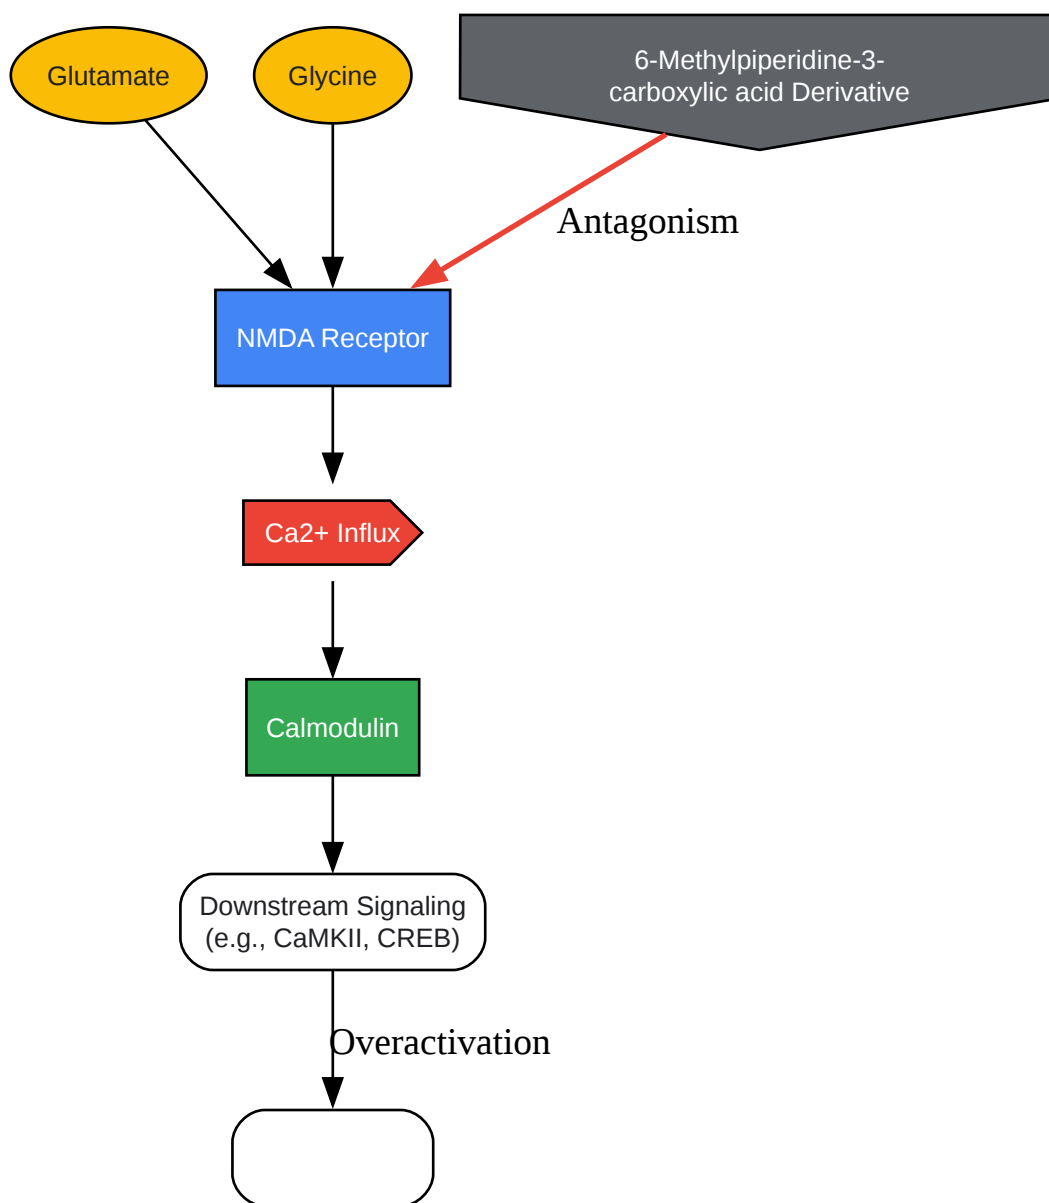 Glutamate
Glycine
6-Methylpiperidine-3-
carboxylic acid Derivative
Antagonism
NMDA Receptor
Ca2+ Influx
Calmodulin
Downstream Signaling
(e.g., CaMKII, CREB)
Overactivation